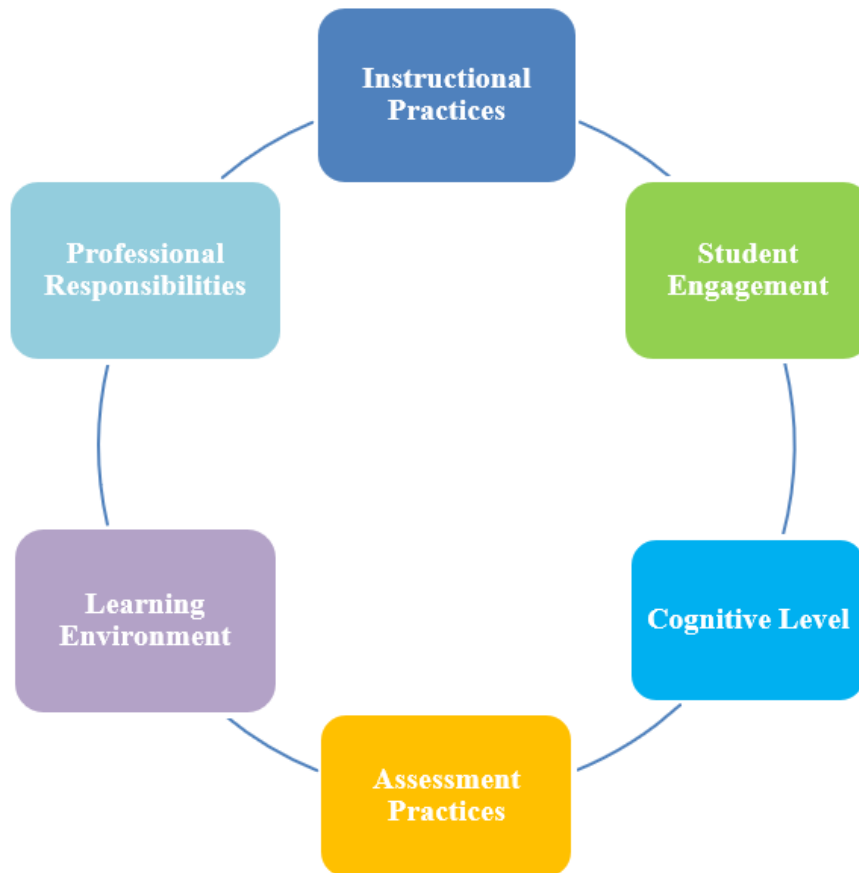 Instructional
Practices
Student
Engagement
Cognitive Level
Assessment
Practices
Learning
Environment
Professional
Responsibilities